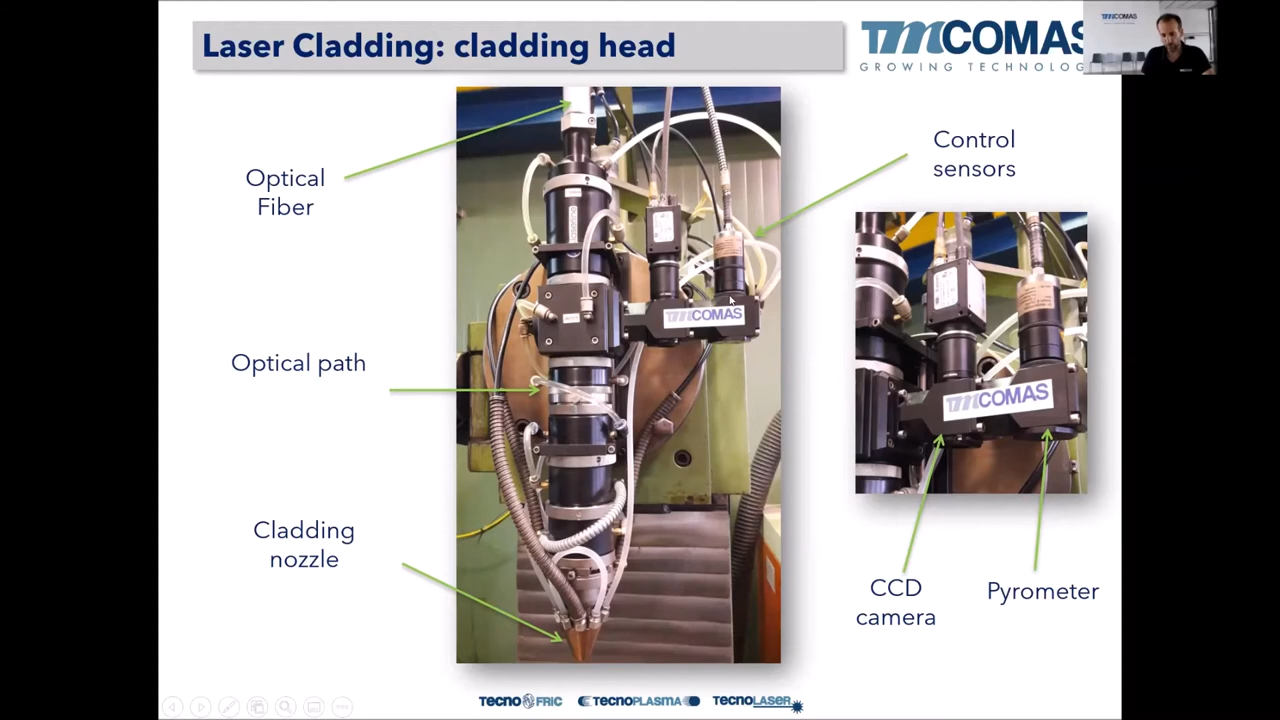 Laser Cladding: cladding head
TMCOMAS
GROWING TECHNOLOG
TMCOMAS
Optical
Fiber
Control
sensors
TMCOMAS
Optical path
TMCOMAS
Cladding
nozzle
CCD
camera
Pyrometer
TECNOFRIC
TECNOPLASMA
TECNOLASER